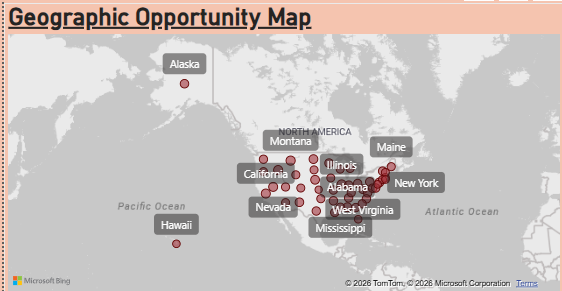 Geographic Opportunity Map
Alaska
NORTH AMERICA
Montana
Maine
Illinois
California
Alabama
New York
Pacific Ocean
Nevada
West Virginia
Atlantic Ocean
Hawaii
Mississippi
Microsoft Bing
© 2026 TomTom, © 2026 Microsoft Corporation Terms